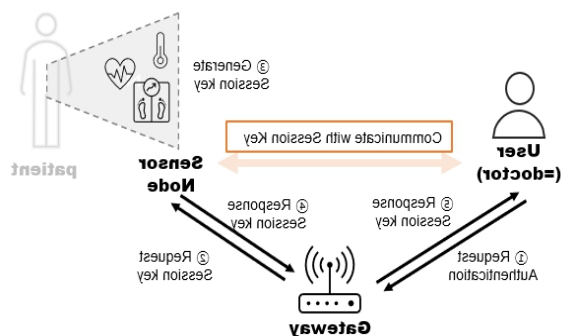 ③ Generate
Session key
Communicate with Session Key
patient
Sensor
Node
User
(=doctor)
④ Response
Session key
⑤ Response
Session key
② Request
Session key
① Request
Authentication
Gateway